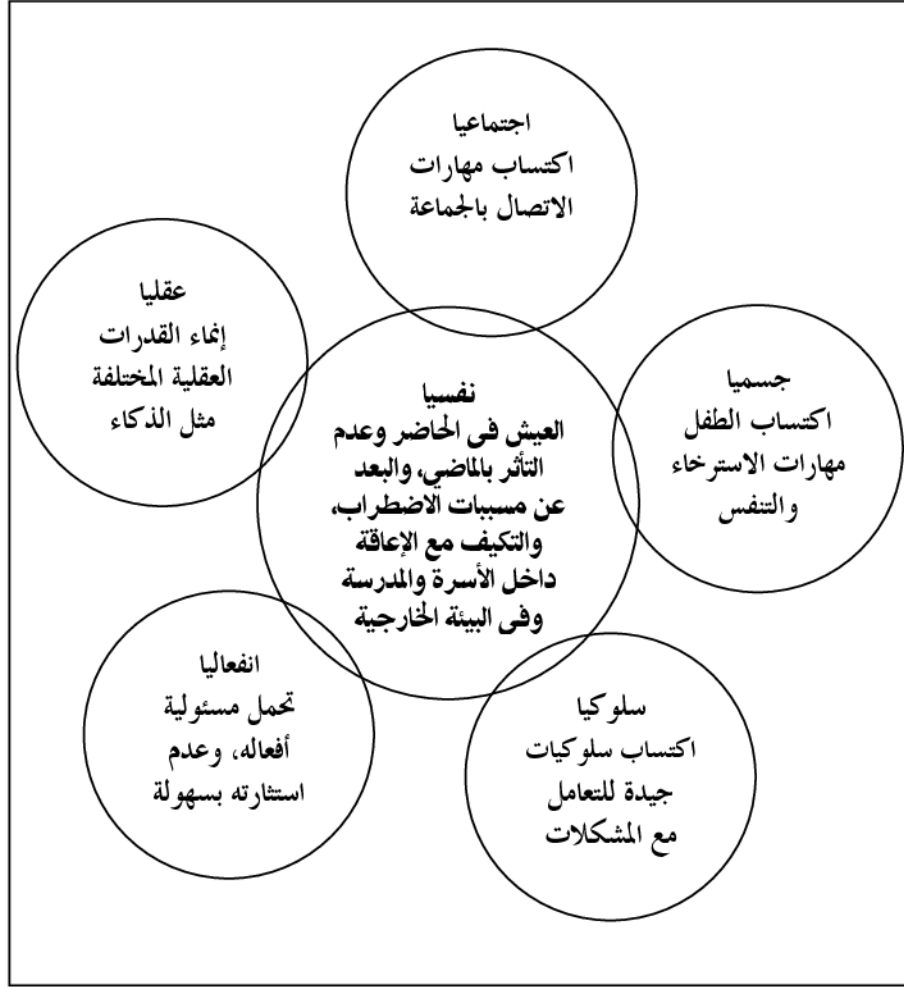 اجتماعيا
اكتساب مهارات
الاتصال بالجماعة
عقليا
إنماء القدرات
العقلية المختلفة
مثل الذكاء
جسميا
اكتساب الطفل
مهارات الاسترخاء
والتنفس
نفسيا
العيش فى الحاضر وعدم
التأثر بالماضي، والبعد
عن مسببات الاضطراب،
والتكيف مع الإعاقة
داخل الأسرة والمدرسة
وفى البيئة الخارجية
انفعاليا
تحمل مسئولية
أفعاله، وعدم
استثارته بسهولة
سلوكيا
اكتساب سلوكيات
جيدة للتعامل
مع المشكلات